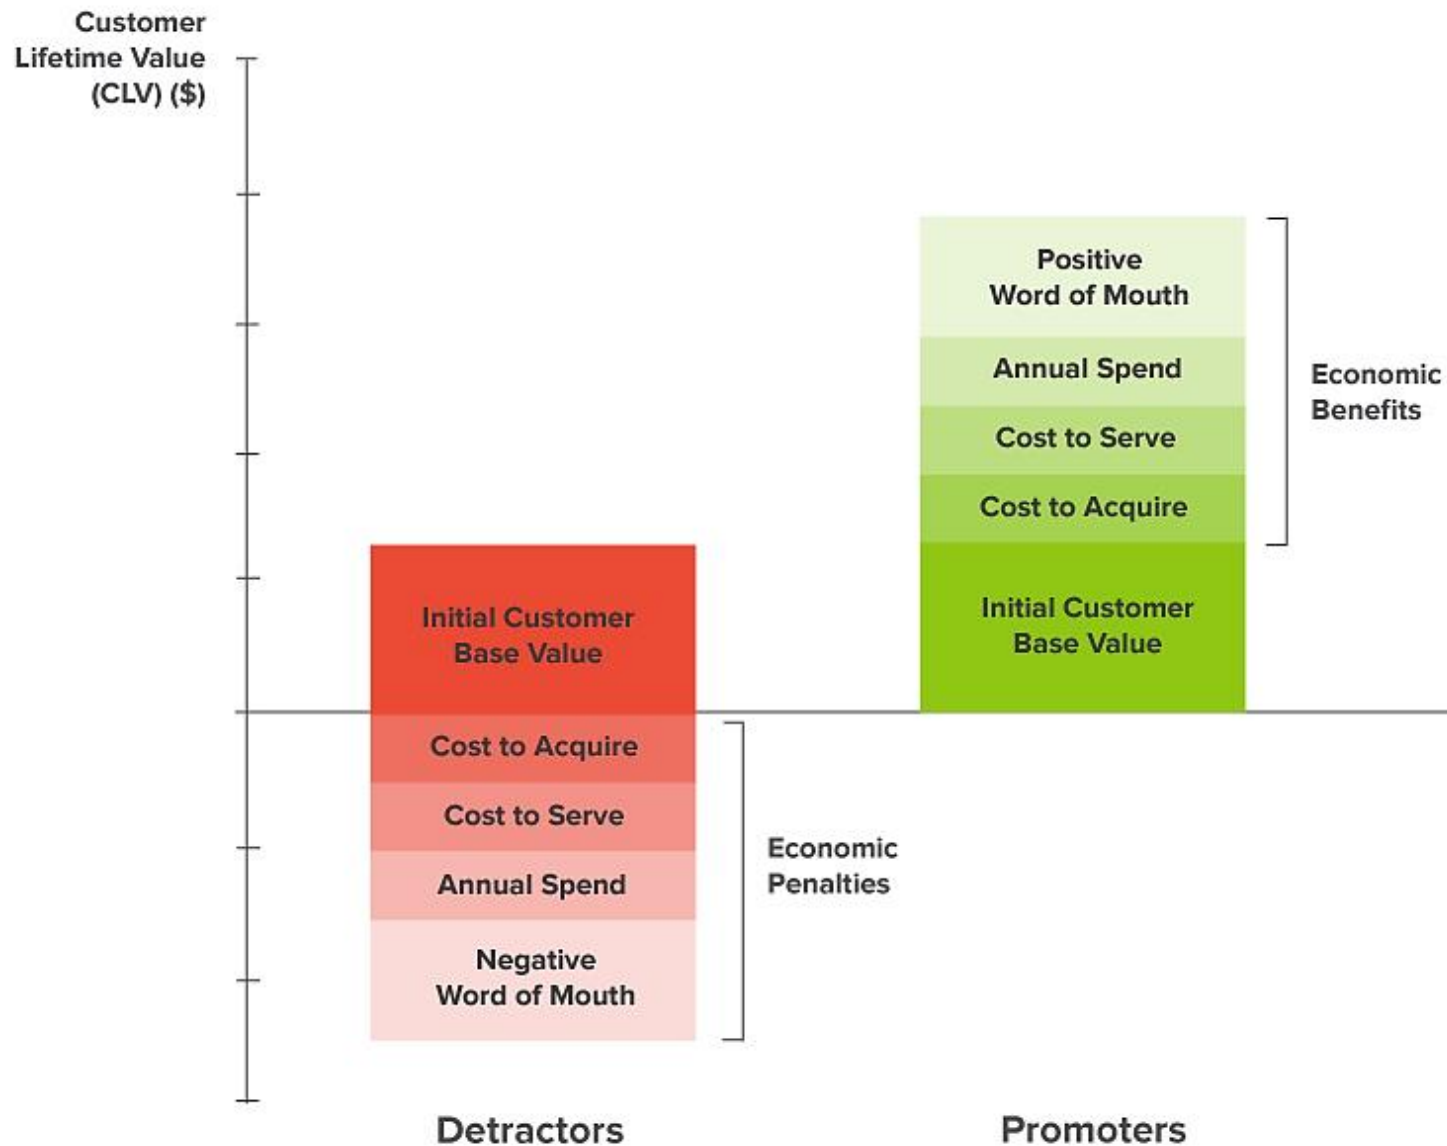 Customer
Lifetime Value
(CLV) ($)
Positive
Word of Mouth
Annual Spend
Cost to Serve
Cost to Acquire
Initial Customer
Base Value
Economic
Benefits
Initial Customer
Base Value
Cost to Acquire
Cost to Serve
Annual Spend
Negative
Word of Mouth
Economic
Penalties
Detractors
Promoters